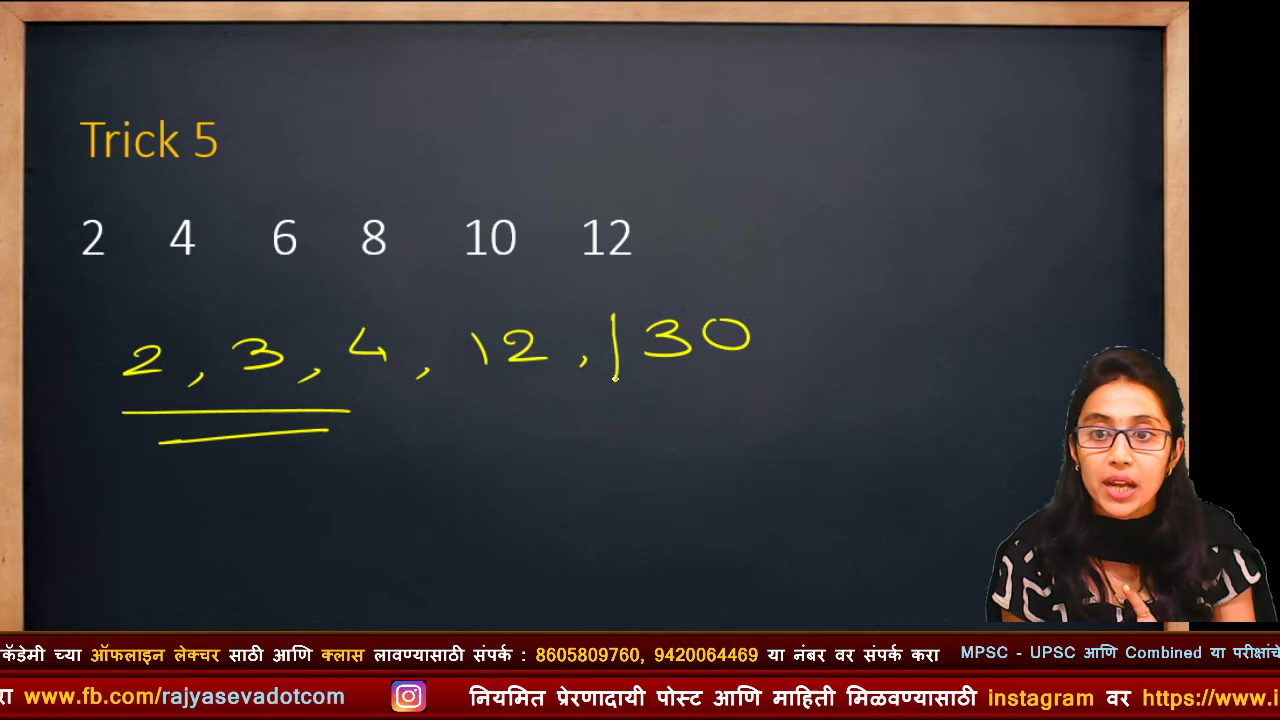 Trick 5
2 4 6 8 10 12
2 , 3 , 4 , 12 , | 30
कॅडेमी च्या ऑफलाइन लेक्चर साठी आणि क्लास लावण्यासाठी संपर्क : 8605809760, 9420064469 या नंबर वर संपर्क करा MPSC - UPSC आणि Combined या परीक्षांचे
रा www.fb.com/rajyasevadotcom नियमित प्रेरणादायी पोस्ट आणि माहिती मिळवण्यासाठी instagram वर https://www.i